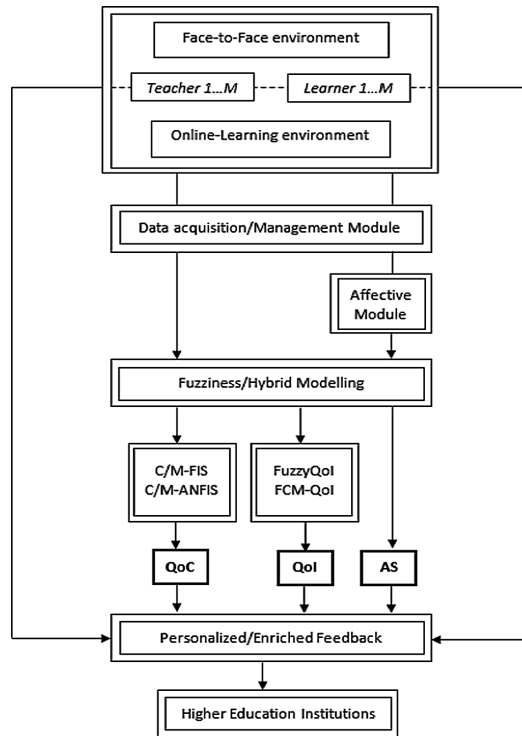 Face-to-Face environment
Teacher 1...M
Learner 1...M
Online-Learning environment
Data acquisition/Management Module
Affective
Module
Fuzziness/Hybrid Modelling
C/M-FIS
C/M-ANFIS
FuzzyQoI
FCM-QoI
QoC
QoI
AS
Personalized/Enriched Feedback
Higher Education Institutions